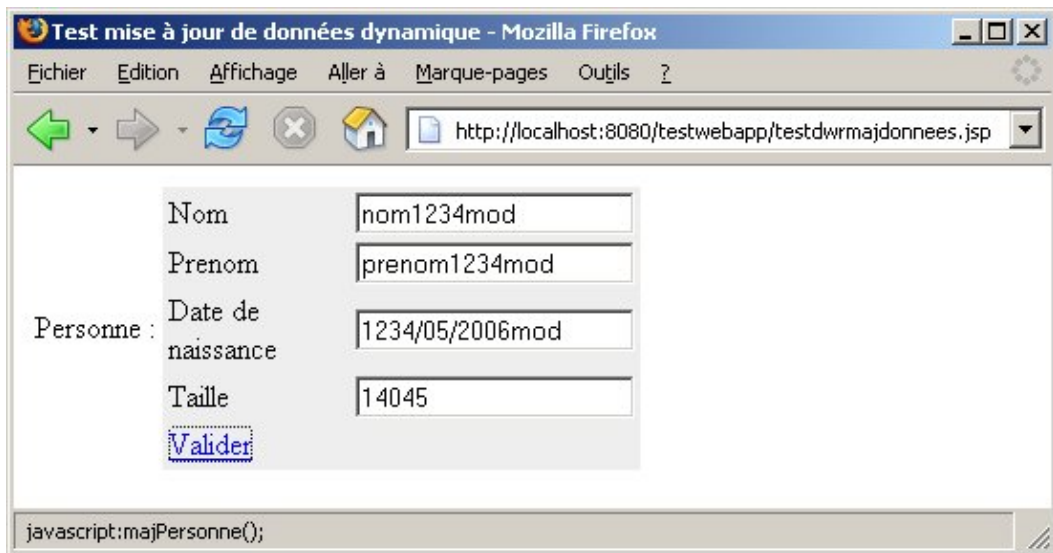 Test mise à jour de données dynamique - Mozilla Firefox
Fichier Edition Affichage Aller à Marque-pages Outils ?
http://localhost:8080/testwebapp/testdwrmajdonnees.jsp
Nom nom1234mod
Prenom prenom1234mod
Personne :
Date de
naissance
1234/05/2006mod
Taille 14045
Valider
javascript:majPersonne();